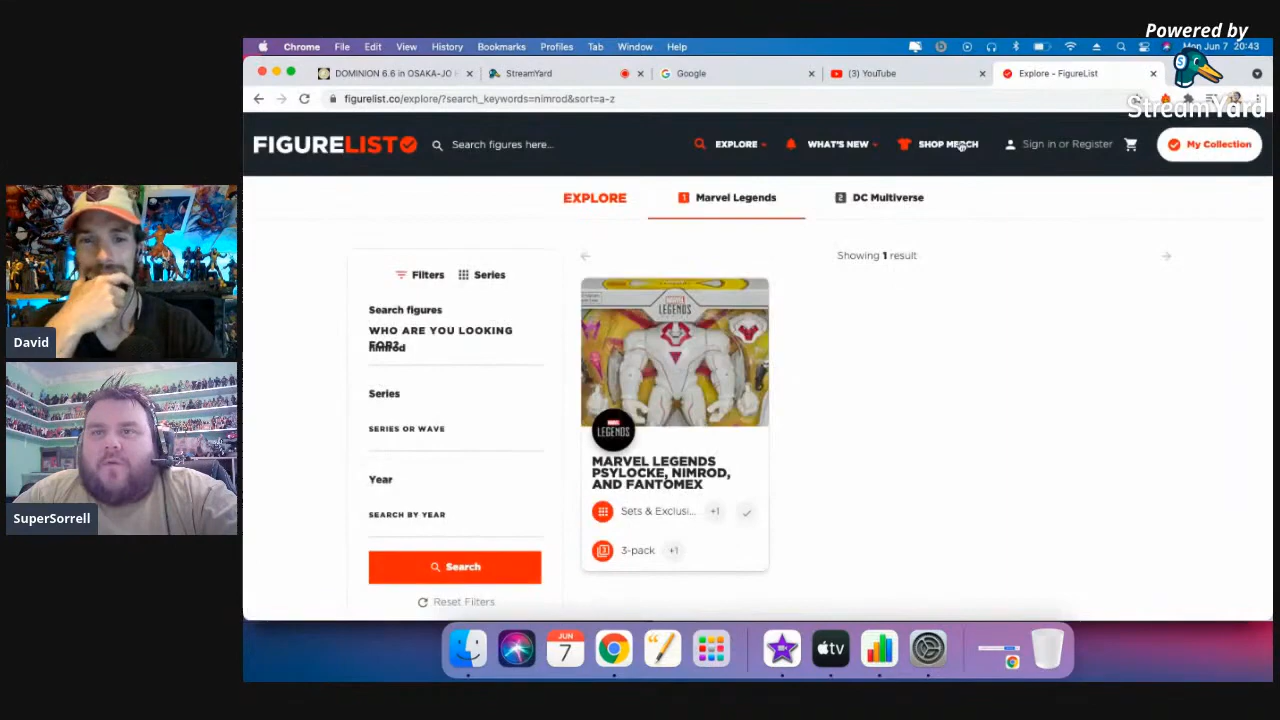 Powered by
StreamYard
Chrome File Edit View History Bookmarks Profiles Tab Window Help
Mon Jun 7 20:43
DOMINION 6.6 in OSAKA-JO
StreamYard
Google
(3) YouTube
Explore - FigureList
figurelist.co/explore/?search_keywords=nimrod&sort=a-z
FIGURELIST
Search figures here...
EXPLORE
WHAT'S NEW
SHOP MERCH
Sign in or Register
My Collection
EXPLORE
1 Marvel Legends
2 DC Multiverse
Filters
Series
Showing 1 result
Search figures
WHO ARE YOU LOOKING
FOR?
nimrod
Series
SERIES OR WAVE
Year
SEARCH BY YEAR
Search
Reset Filters
MARVEL
LEGENDS
LEGENDS
MARVEL LEGENDS
PSYLOCKE, NIMROD,
AND FANTOMEX
Sets & Exclusi... +1
3-pack +1
David
SuperSorrell
JUN
7
tv